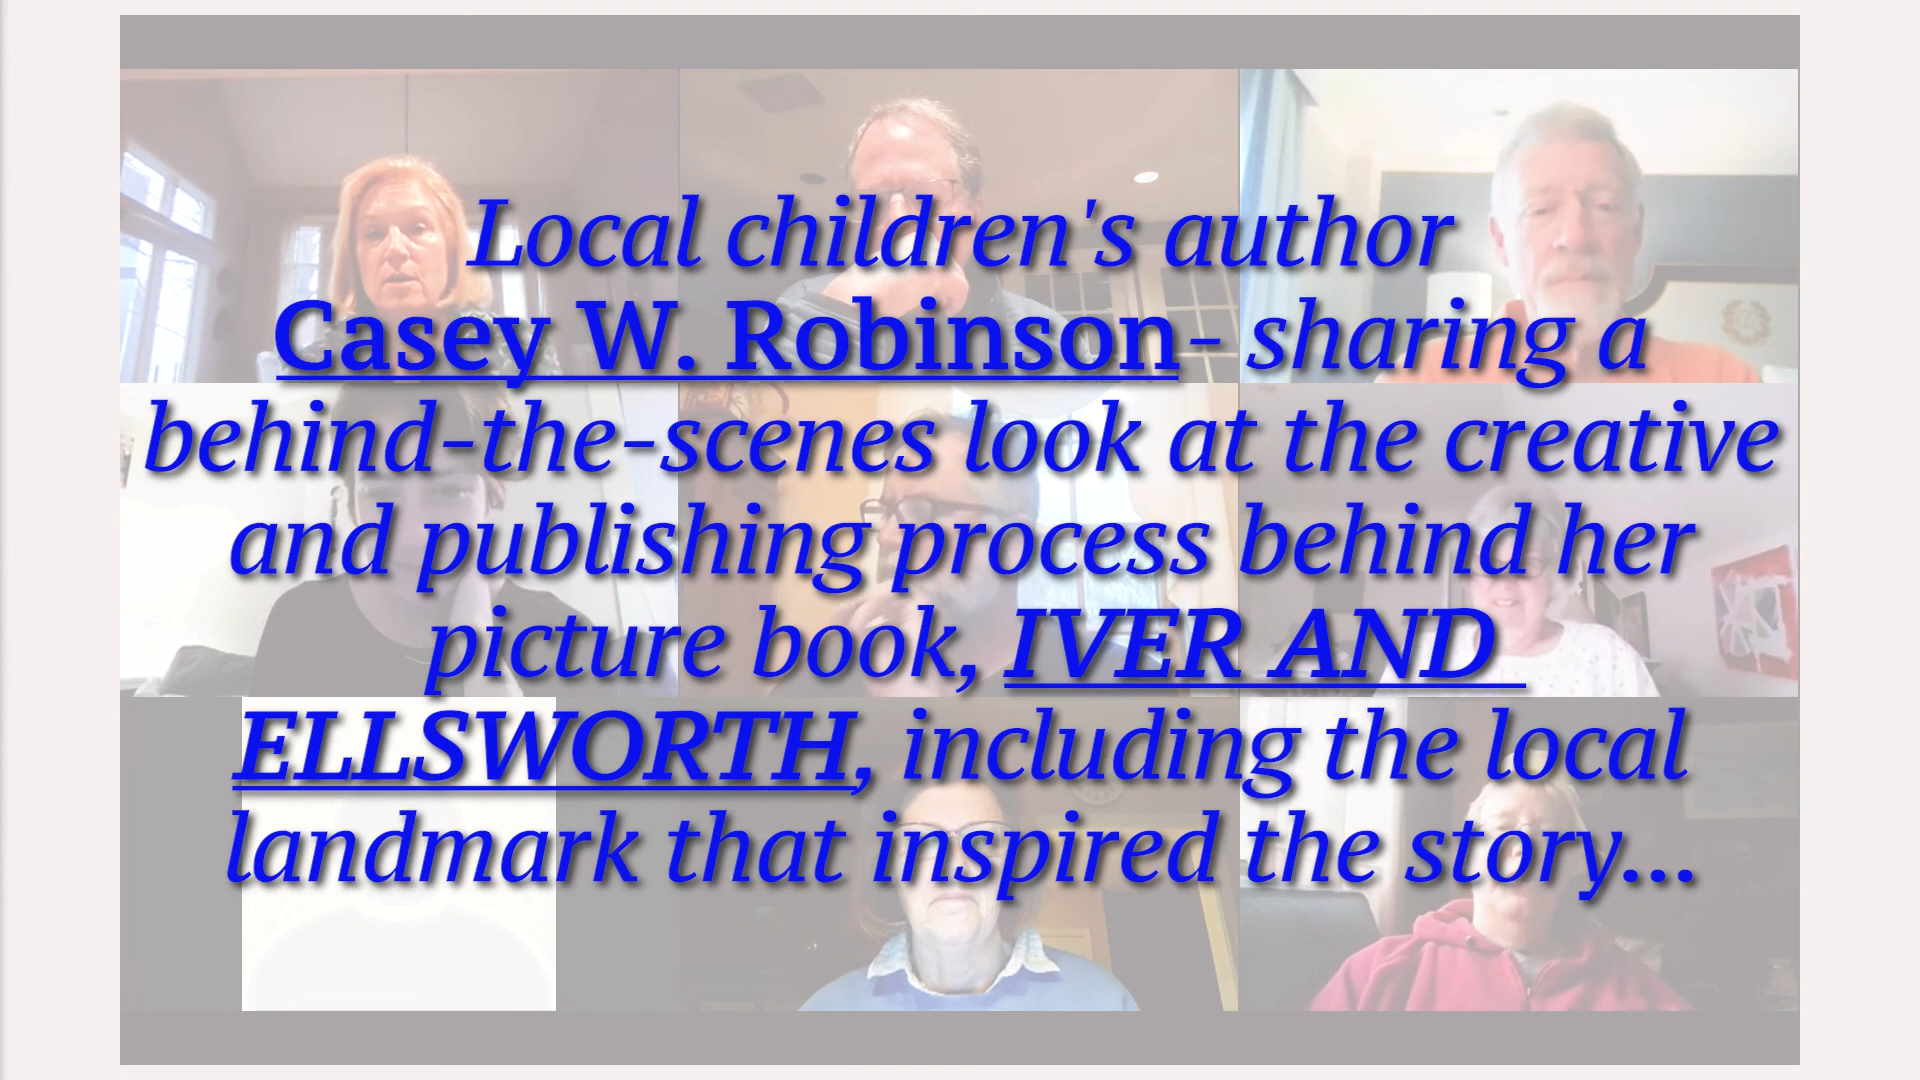 Local children's author
Casey W. Robinson- sharing a
behind-the-scenes look at the creative
and publishing process behind her
picture book, IVER AND
ELLSWORTH, including the local
landmark that inspired the story...